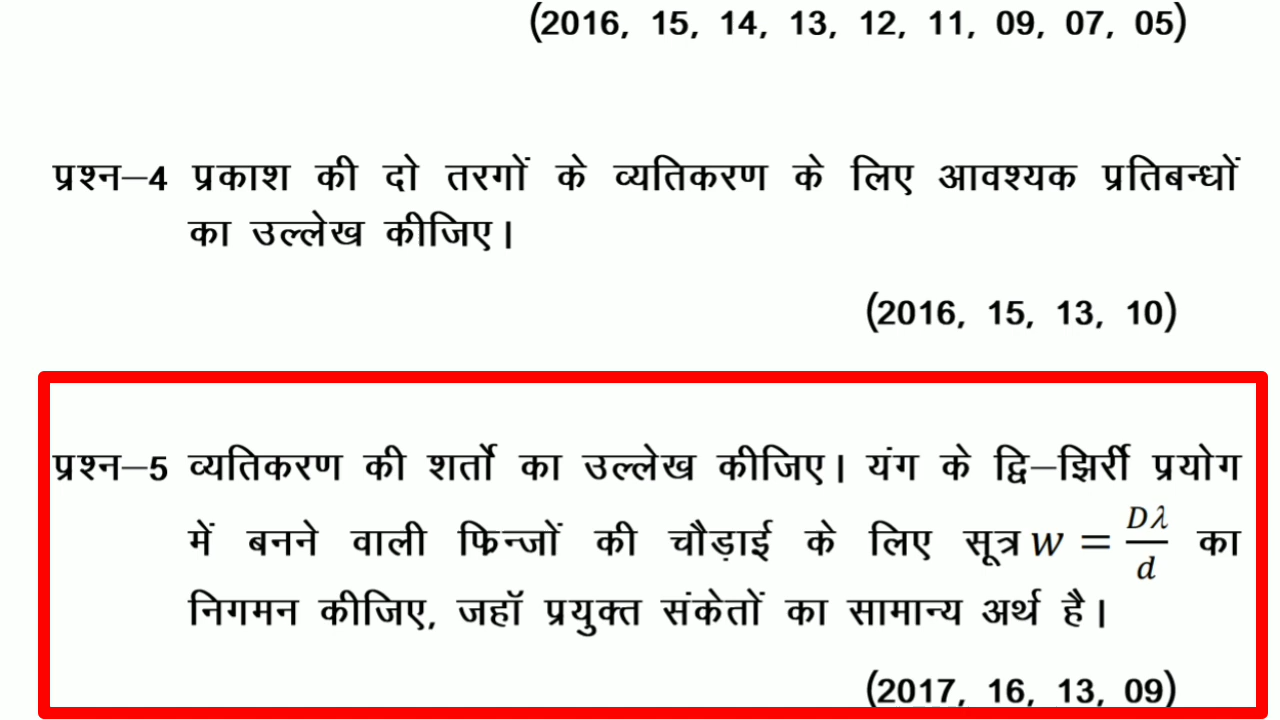 (2016, 15, 14, 13, 12, 11, 09, 07, 05)
प्रश्न–4 प्रकाश की दो तरगों के व्यतिकरण के लिए आवश्यक प्रतिबन्धों
का उल्लेख कीजिए।
(2016, 15, 13, 10)
प्रश्न–5 व्यतिकरण की शर्तो का उल्लेख कीजिए। यंग के द्वि–झिर्री प्रयोग
में बनने वाली फिन्जों की चौड़ाई के लिए सूत्र w = Dλ/d का
निगमन कीजिए, जहॉ प्रयुक्त संकेतों का सामान्य अर्थ है।
(2017, 16, 13, 09)